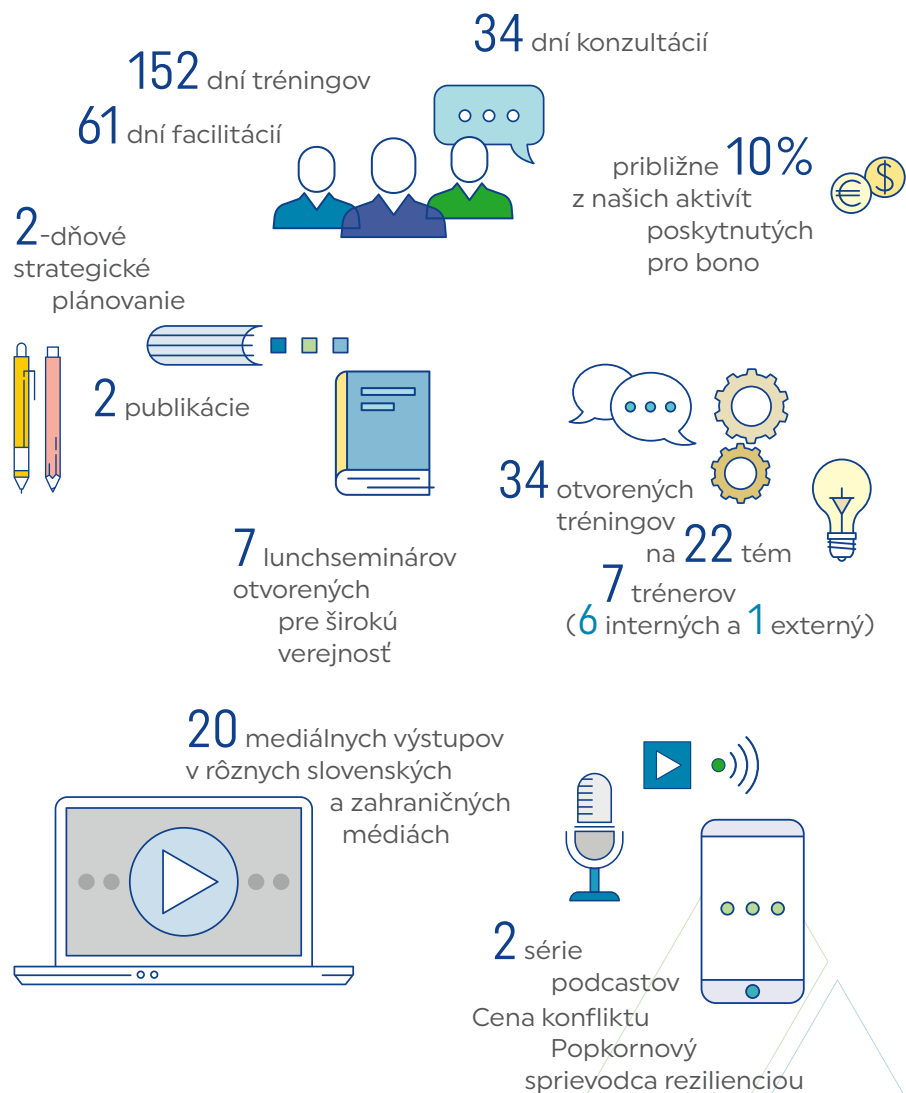 34 dní konzultácií
152 dní tréningov
61 dní facilitácií
približne 10%
z našich aktivít
poskytnutých
pro bono
2-dňové
strategické
plánovanie
2 publikácie
34 otvorených
tréningov
na 22 tém
7 trénerov
(6 interných a 1 externý)
7 lunchseminárov
otvorených
pre širokú
verejnosť
20 mediálnych výstupov
v rôznych slovenských
a zahraničných
médiách
2 série
podcastov
Cena konfliktu
Popkornový
sprievodca rezilienciou